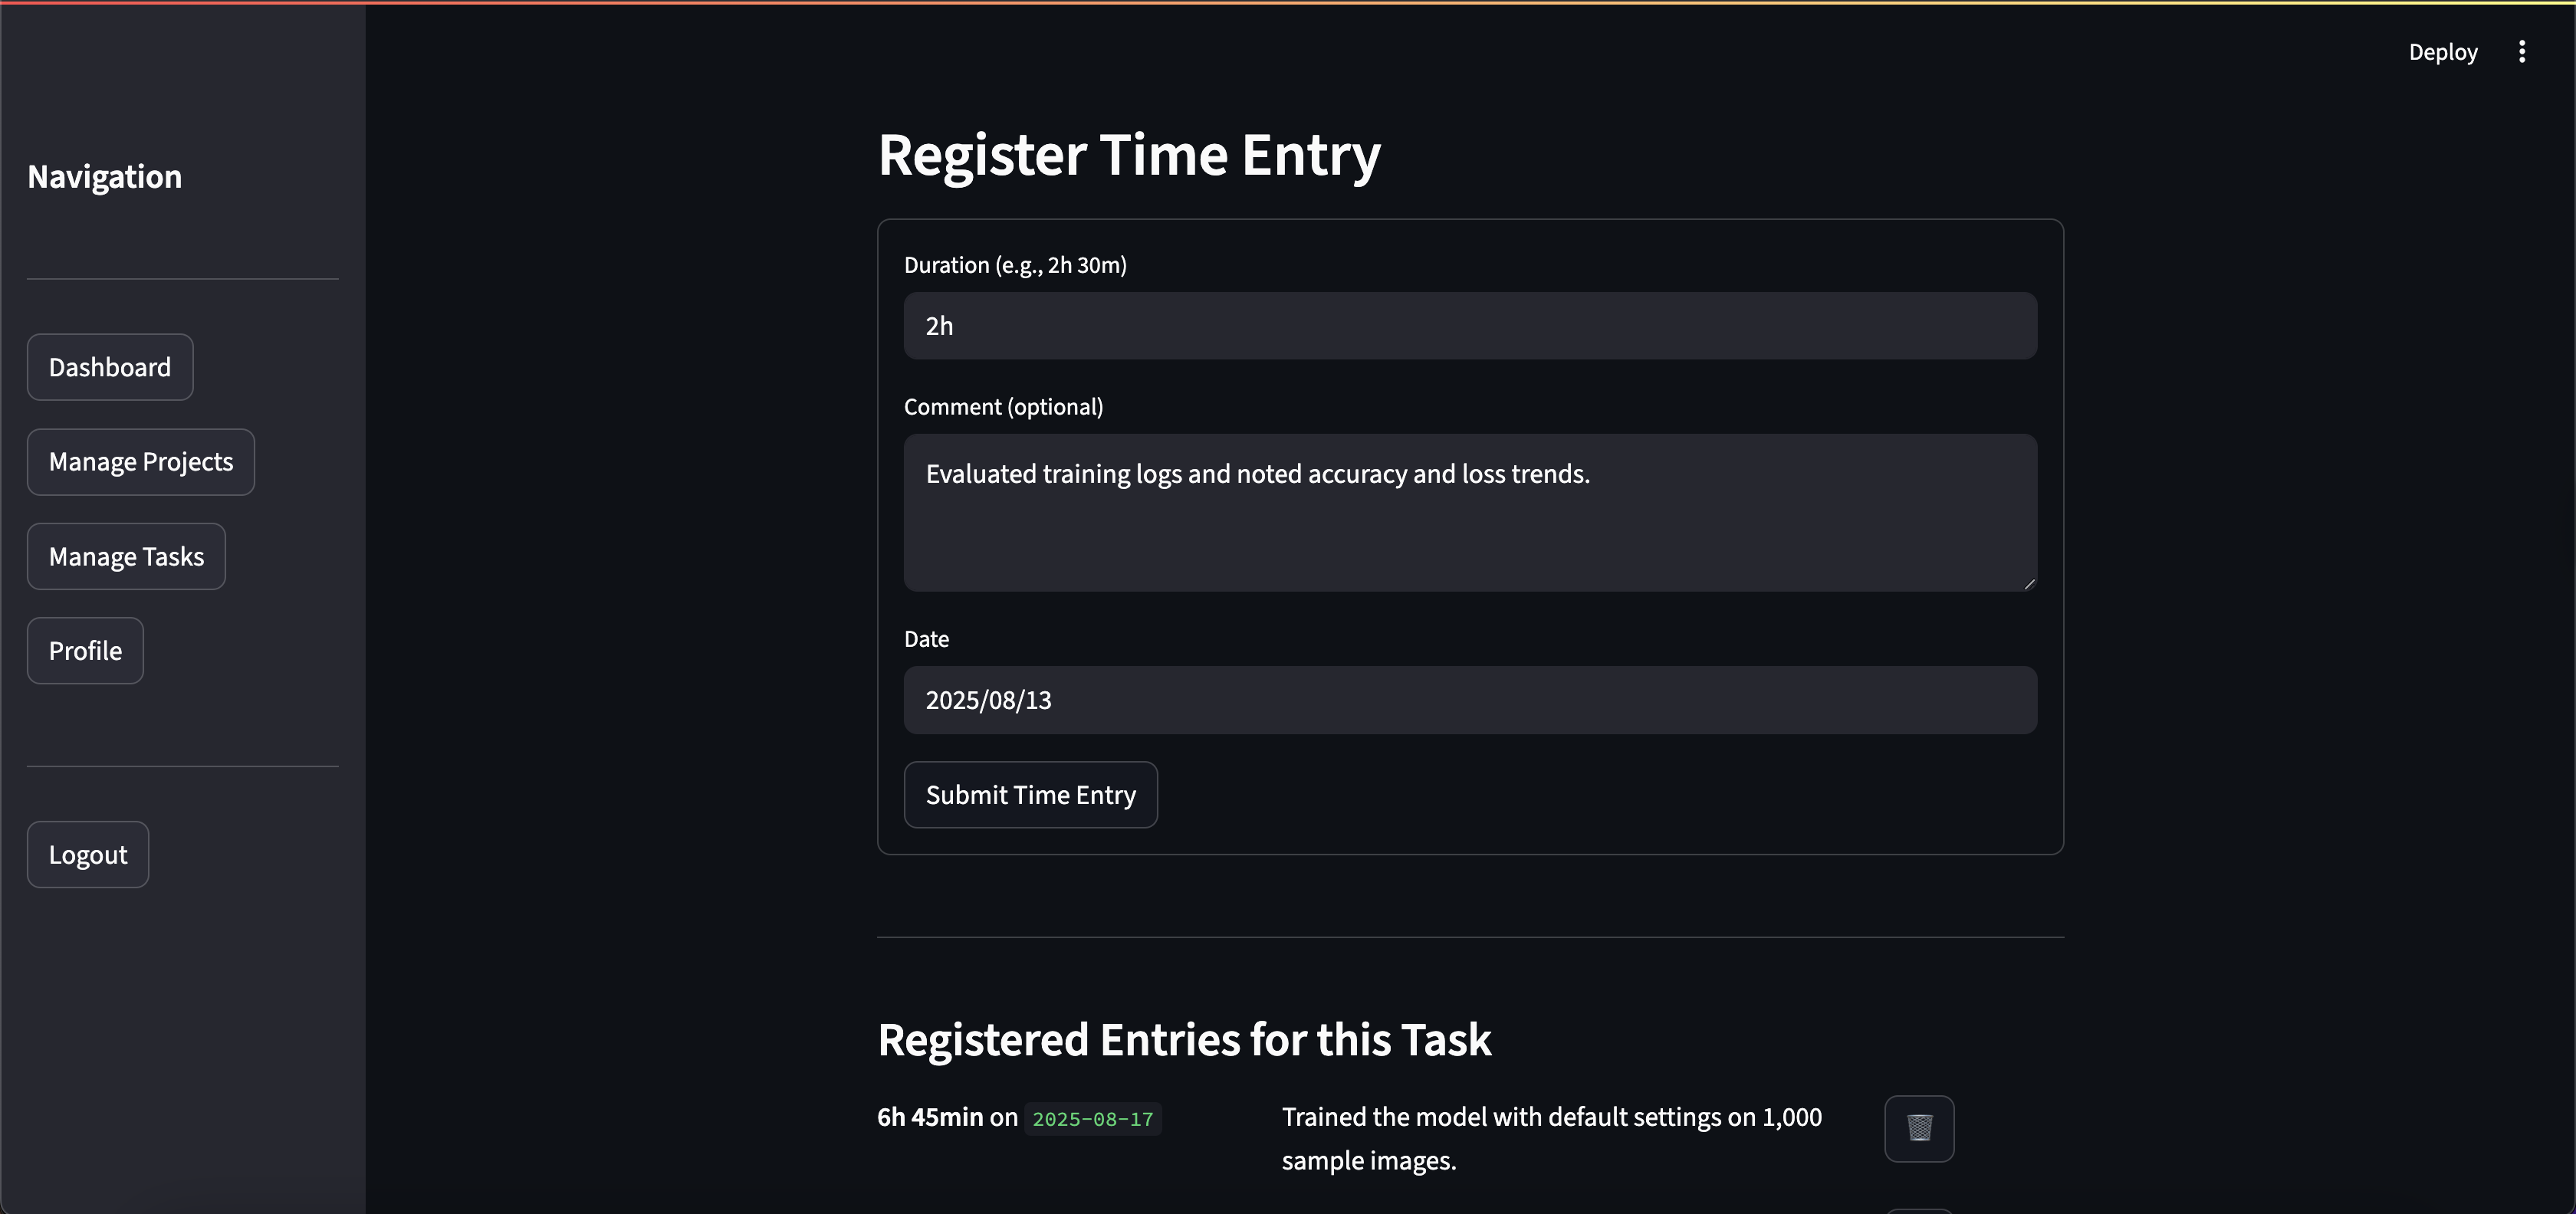 Deploy
Navigation
Dashboard
Manage Projects
Manage Tasks
Profile
Logout
Register Time Entry
Duration (e.g., 2h 30m)
2h
Comment (optional)
Evaluated training logs and noted accuracy and loss trends.
Date
2025/08/13
Submit Time Entry
Registered Entries for this Task
6h 45min on 2025-08-17
Trained the model with default settings on 1,000
sample images.